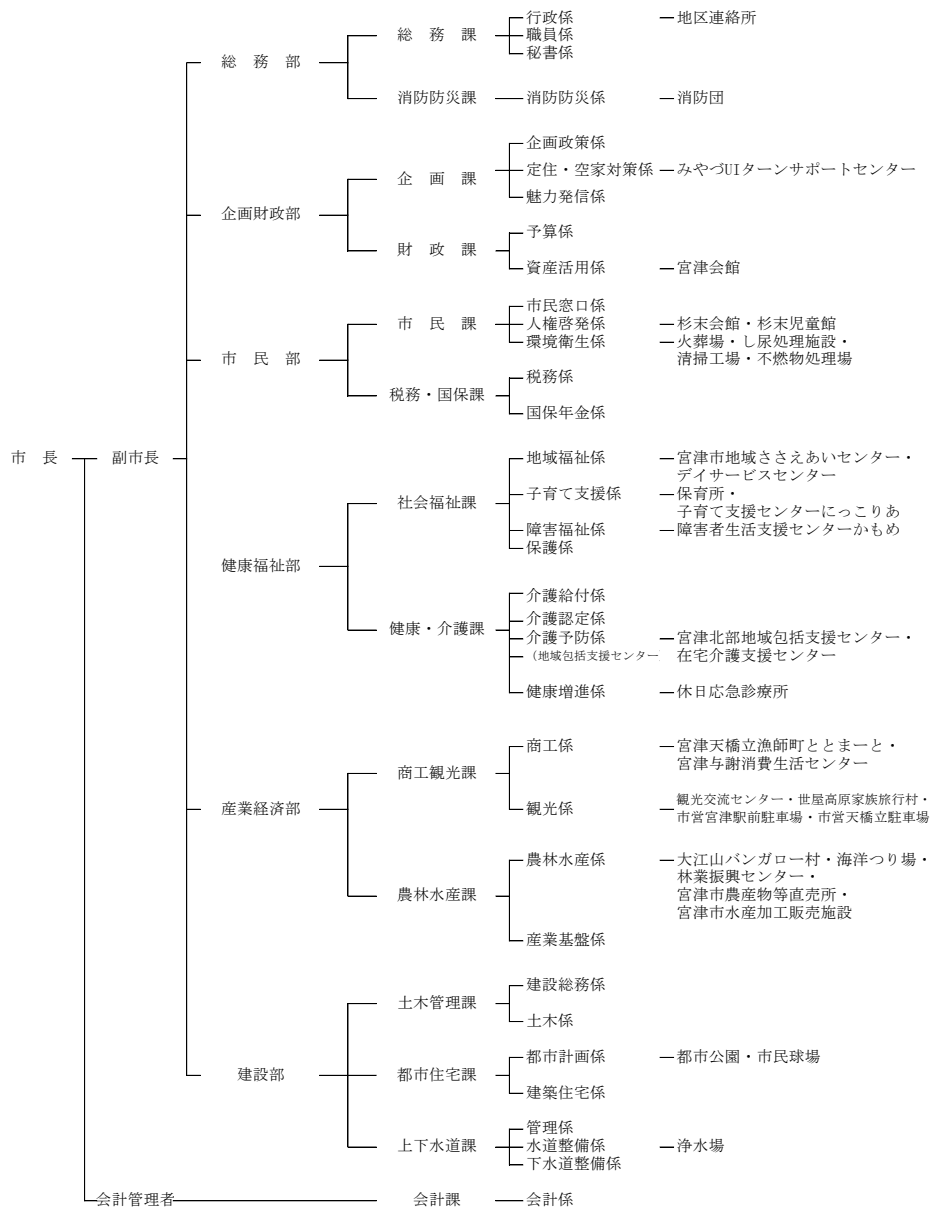 市　長
副市長
総　務　部
総　務　課
行政係
地区連絡所
職員係
秘書係
消防防災課
消防防災係
消防団
企画財政部
企　画　課
企画政策係
定住・空家対策係
みやづUIターンサポートセンター
魅力発信係
財　政　課
予算係
資産活用係
宮津会館
市　民　部
市　民　課
市民窓口係
人権啓発係
杉末会館・杉末児童館
環境衛生係
火葬場・し尿処理施設・
清掃工場・不燃物処理場
税務・国保課
税務係
国保年金係
健康福祉部
社会福祉課
地域福祉係
宮津市地域ささえあいセンター・
デイサービスセンター
子育て支援係
保育所・
子育て支援センターにっこりあ
障害福祉係
障害者生活支援センターかもめ
保護係
健康・介護課
介護給付係
介護認定係
介護予防係
（地域包括支援センター
宮津北部地域包括支援センター・
在宅介護支援センター
健康増進係
休日応急診療所
産業経済部
商工観光課
商工係
宮津天橋立漁師町ととまーと・
宮津与謝消費生活センター
観光係
観光交流センター・世屋高原家族旅行村・
市営宮津駅前駐車場・市営天橋立駐車場
農林水産課
農林水産係
大江山バンガロー村・海洋つり場・
林業振興センター・
宮津市農産物等直売所・
宮津市水産加工販売施設
産業基盤係
建設部
土木管理課
建設総務係
土木係
都市住宅課
都市計画係
都市公園・市民球場
建築住宅係
上下水道課
管理係
水道整備係
浄水場
下水道整備係
会計管理者
会計課
会計係